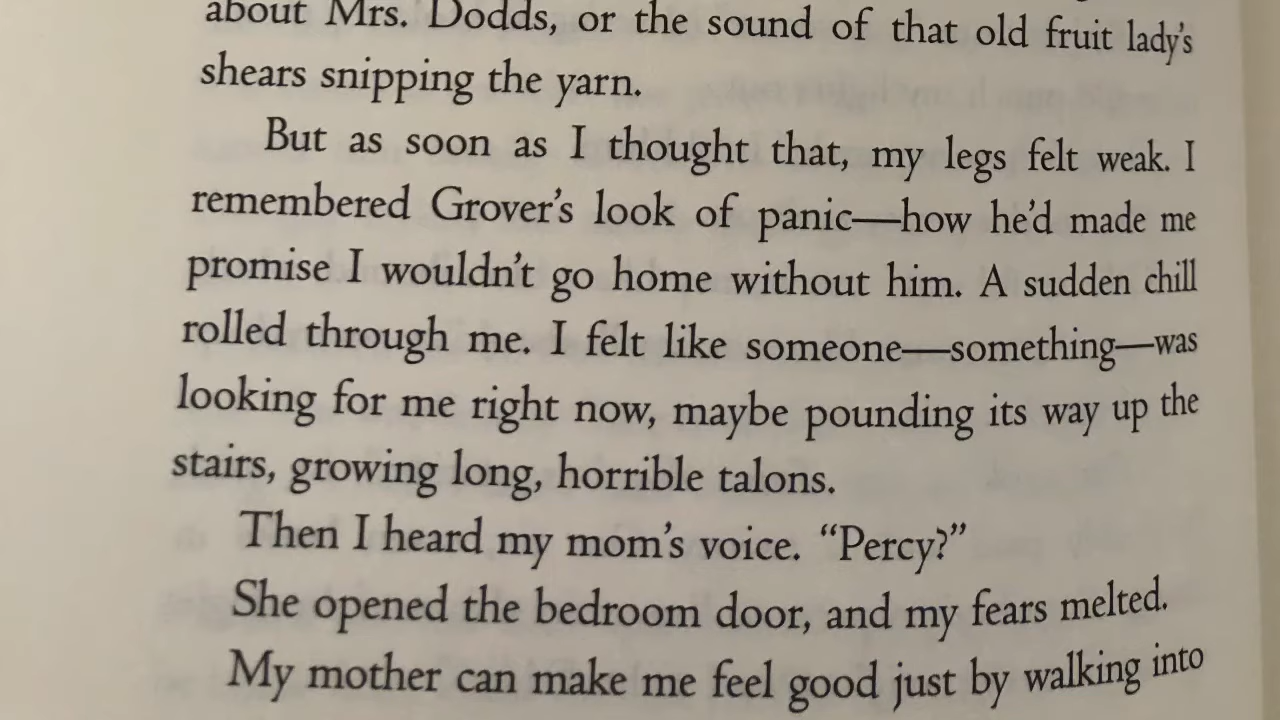 about Mrs. Dodds, or the sound of that old fruit lady's
shears snipping the yarn.
But as soon as I thought that, my legs felt weak. I
remembered Grover's look of panic—how he'd made me
promise I wouldn't go home without him. A sudden chill
rolled through me. I felt like someone—something—was
looking for me right now, maybe pounding its way up the
stairs, growing long, horrible talons.
Then I heard my mom's voice. “Percy?”
She opened the bedroom door, and my fears melted.
My mother can make me feel good just by walking into